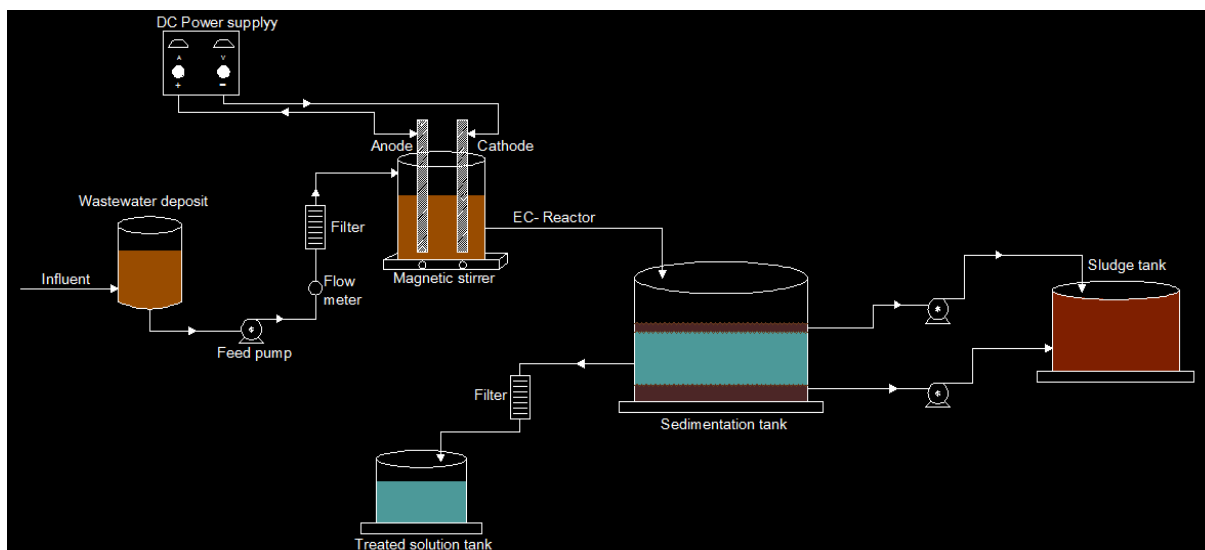 DC Power supplyy
A V
+ -
Anode Cathode
Wastewater deposit
Filter
EC- Reactor
Influent
Magnetic stirrer
Flow
meter
Sludge tank
Feed pump
Filter
Sedimentation tank
Treated solution tank